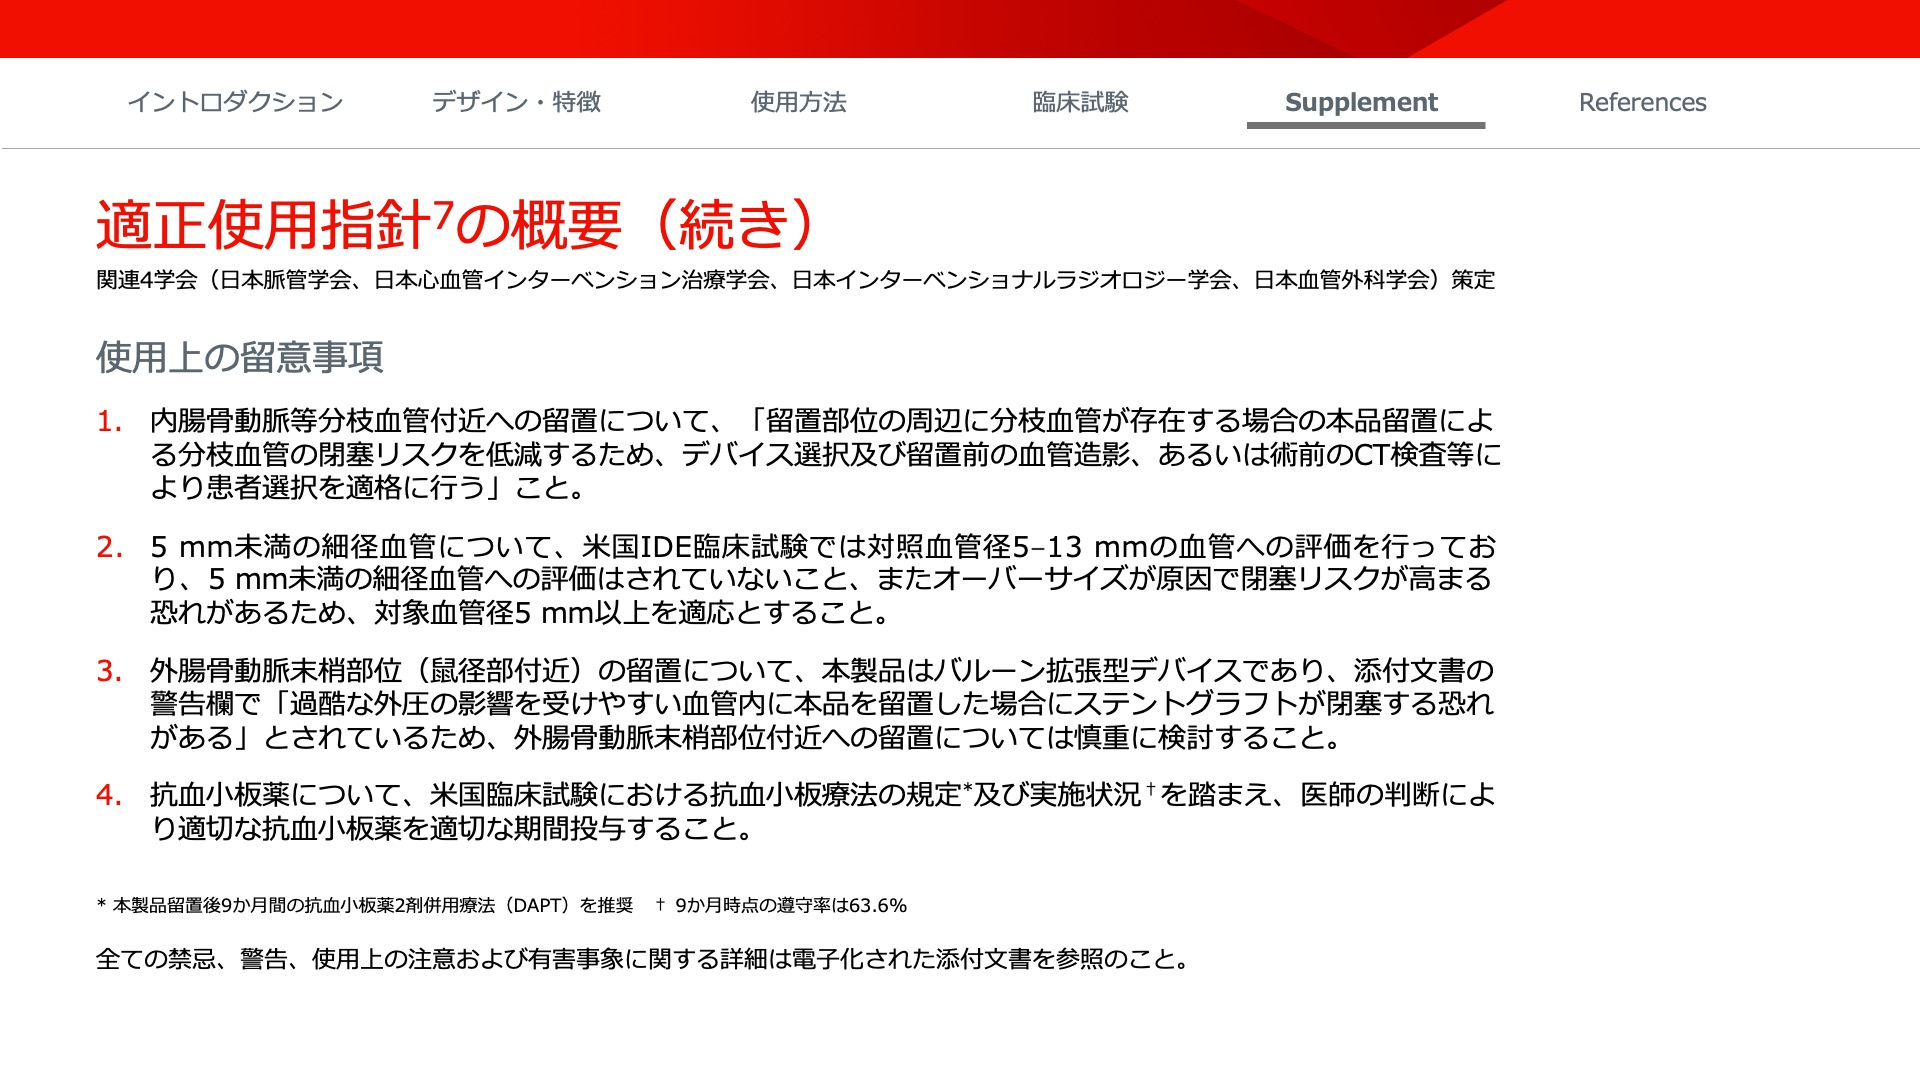 イントロダクション
デザイン・特徴
使用方法
臨床試験
Supplement
References
適正使用指針7の概要（続き）
関連4学会（日本脈管学会、日本心血管インターベンション治療学会、日本インターベンショナルラジオロジー学会、日本血管外科学会）策定
使用上の留意事項
1. 内腸骨動脈等分枝血管付近への留置について、「留置部位の周辺に分枝血管が存在する場合の本品留置によ
る分枝血管の閉塞リスクを低減するため、デバイス選択及び留置前の血管造影、あるいは術前のCT検査等に
より患者選択を適格に行う」こと。
2. 5 mm未満の細径血管について、米国IDE臨床試験では対照血管径5–13 mmの血管への評価を行ってお
り、5 mm未満の細径血管への評価はされていないこと、またオーバーサイズが原因で閉塞リスクが高まる
恐れがあるため、対象血管径5 mm以上を適応とすること。
3. 外腸骨動脈末梢部位（鼠径部付近）の留置について、本製品はバルーン拡張型デバイスであり、添付文書の
警告欄で「過酷な外圧の影響を受けやすい血管内に本品を留置した場合にステントグラフトが閉塞する恐れ
がある」とされているため、外腸骨動脈末梢部位付近への留置については慎重に検討すること。
4. 抗血小板薬について、米国臨床試験における抗血小板療法の規定*及び実施状況†を踏まえ、医師の判断によ
り適切な抗血小板薬を適切な期間投与すること。
* 本製品留置後9か月間の抗血小板薬2剤併用療法（DAPT）を推奨 † 9か月時点の遵守率は63.6%
全ての禁忌、警告、使用上の注意および有害事象に関する詳細は電子化された添付文書を参照のこと。